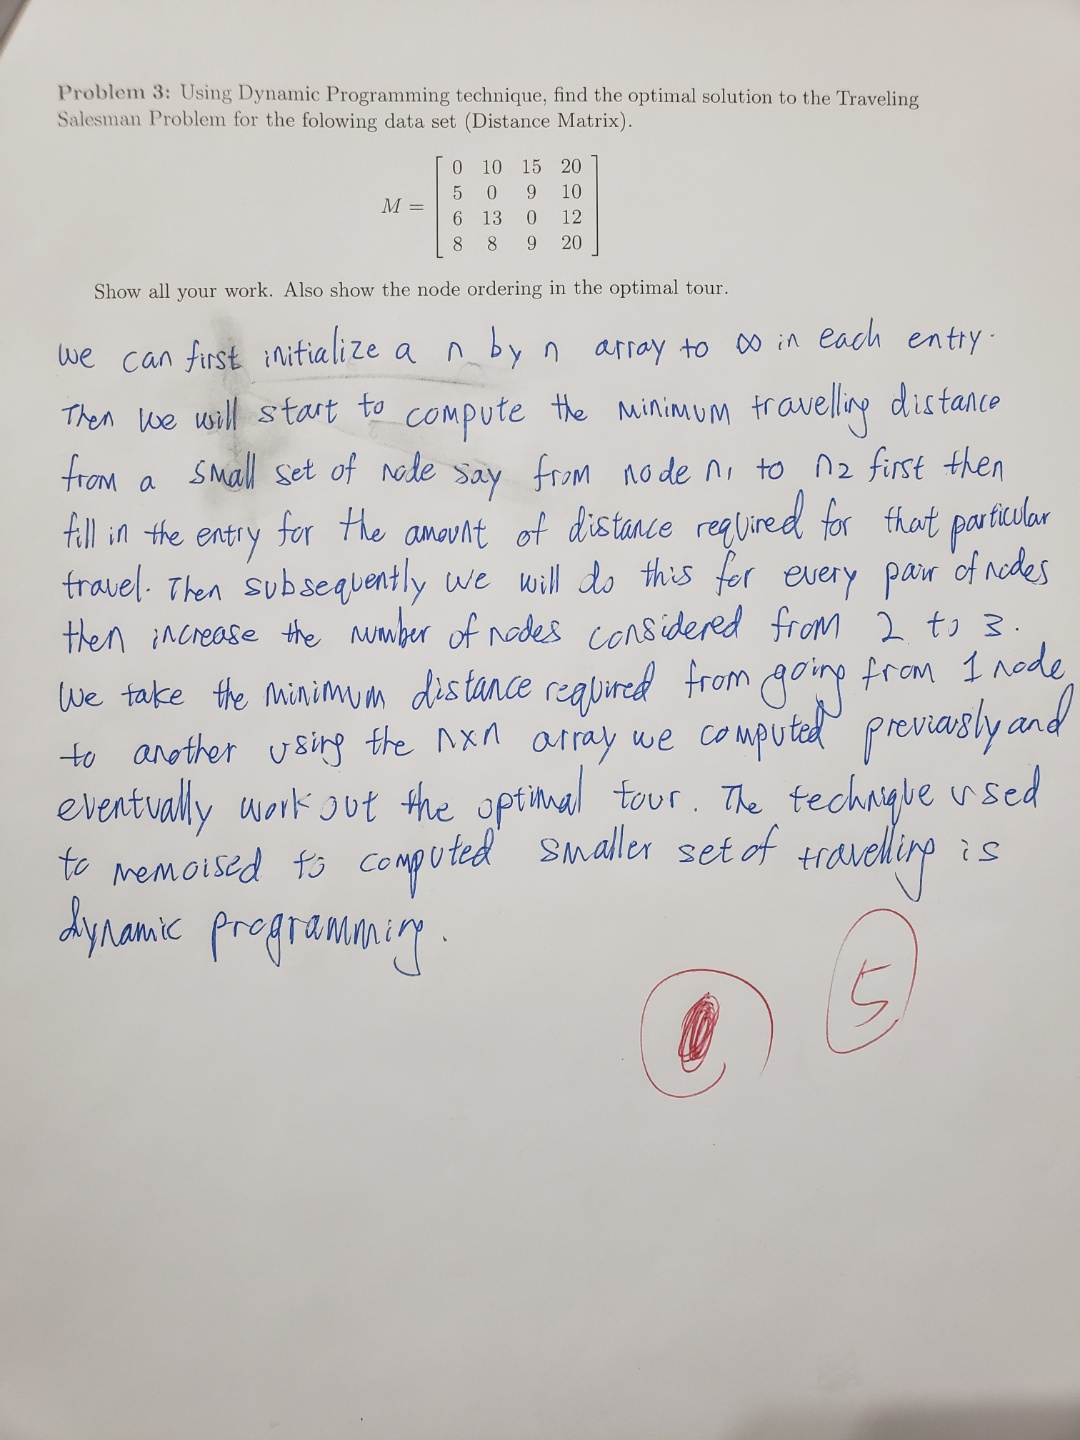 Problem 3: Using Dynamic Programming technique, find the optimal solution to the Traveling
Salesman Problem for the folowing data set (Distance Matrix).
M = [ 0 10 15 20
5 0 9 10
6 13 0 12
8 8 9 20 ]
Show all your work. Also show the node ordering in the optimal tour.
We can first initialize a n by n array to ∞ in each entry.
Then we will start to compute the minimum travelling distance
from a small set of node say from node n1 to n2 first then
fill in the entry for the amount of distance required for that particular
travel. Then subsequently we will do this for every pair of nodes
then increase the number of nodes considered from 2 to 3.
We take the minimum distance required from going from 1 node
to another using the nxn array we computed previously and
eventually work out the optimal tour. The technique used
to memoised to computed smaller set of travelling is
dynamic programming.
5